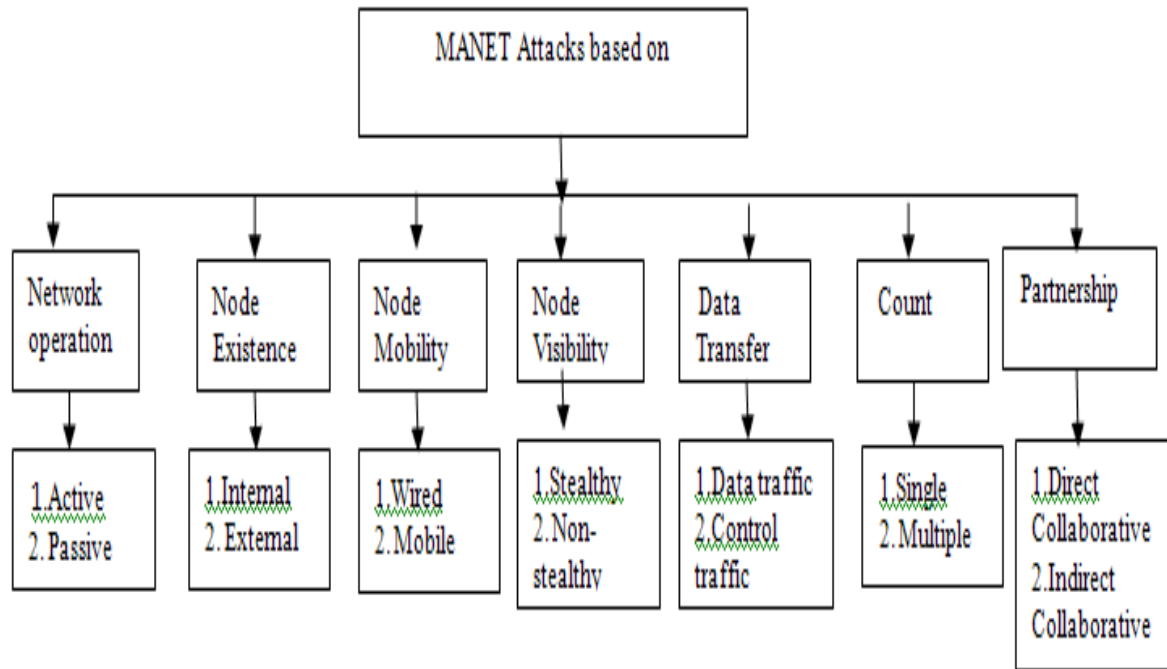 MANET Attacks based on
Network
operation
Node
Existence
Node
Mobility
Node
Visibility
Data
Transfer
Count
Partnership
1.Active
2. Passive
1.Internal
2. External
1.Wired
2. Mobile
1.Stealthy
2. Non-
stealthy
1.Data traffic
2.Control
traffic
1.Single
2. Multiple
1.Direct
Collaborative
2.Indirect
Collaborative